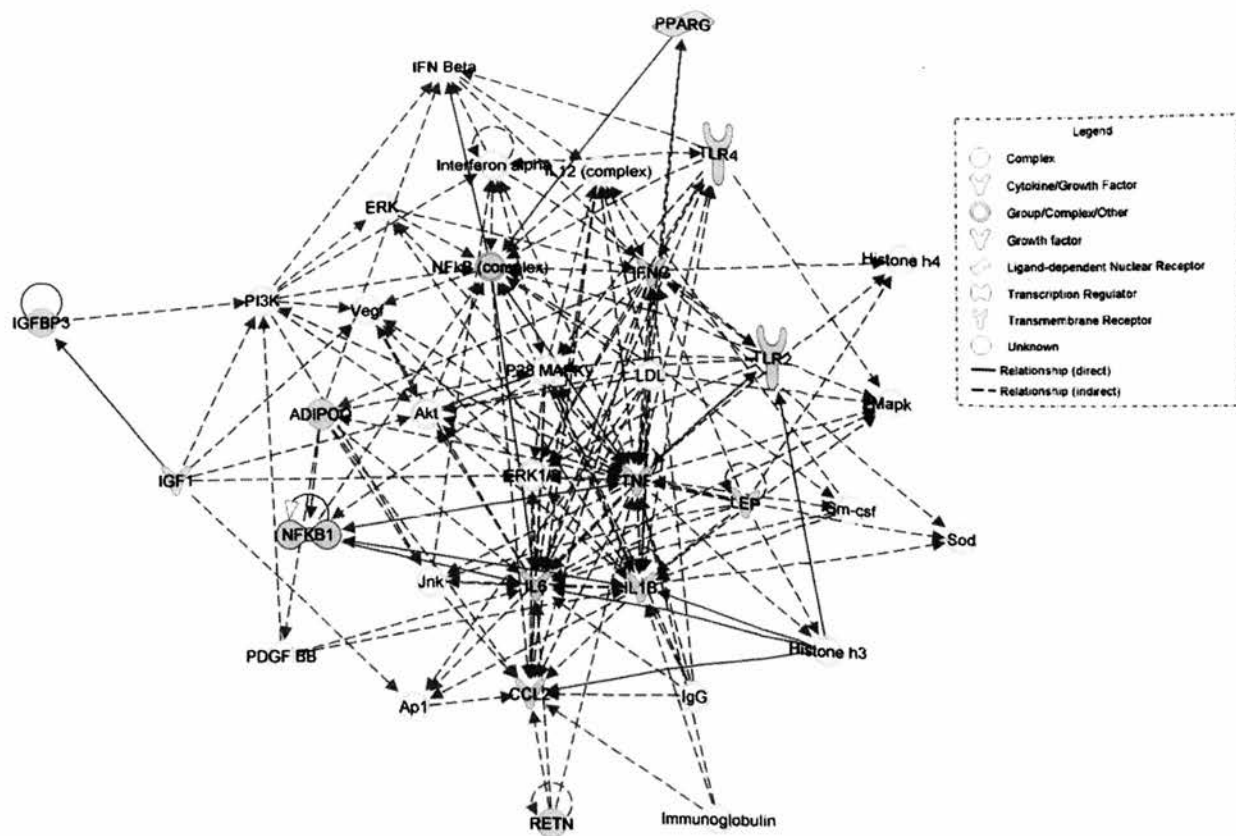 PPARG
IFN Beta
TLR4
Interferon alpha
IL12 (complex)
ERK
NFkB (complex)
IFNG
Histone h4
PI3K
Vegf
IGFBP3
P38 MAPK
LDL
TLR2
Mapk
ADIPOQ
Akt
IGF1
ERK1/2
TNF
LEP
Gm-csf
NFKB1
Sod
Jnk
IL6
IL1B
PDGF BB
Histone h3
Ap1
CCL2
IgG
RETN
Immunoglobulin
Legend
Complex
Cytokine/Growth Factor
Group/Complex/Other
Growth factor
Ligand-dependent Nuclear Receptor
Transcription Regulator
Transmembrane Receptor
Unknown
Relationship (direct)
Relationship (indirect)